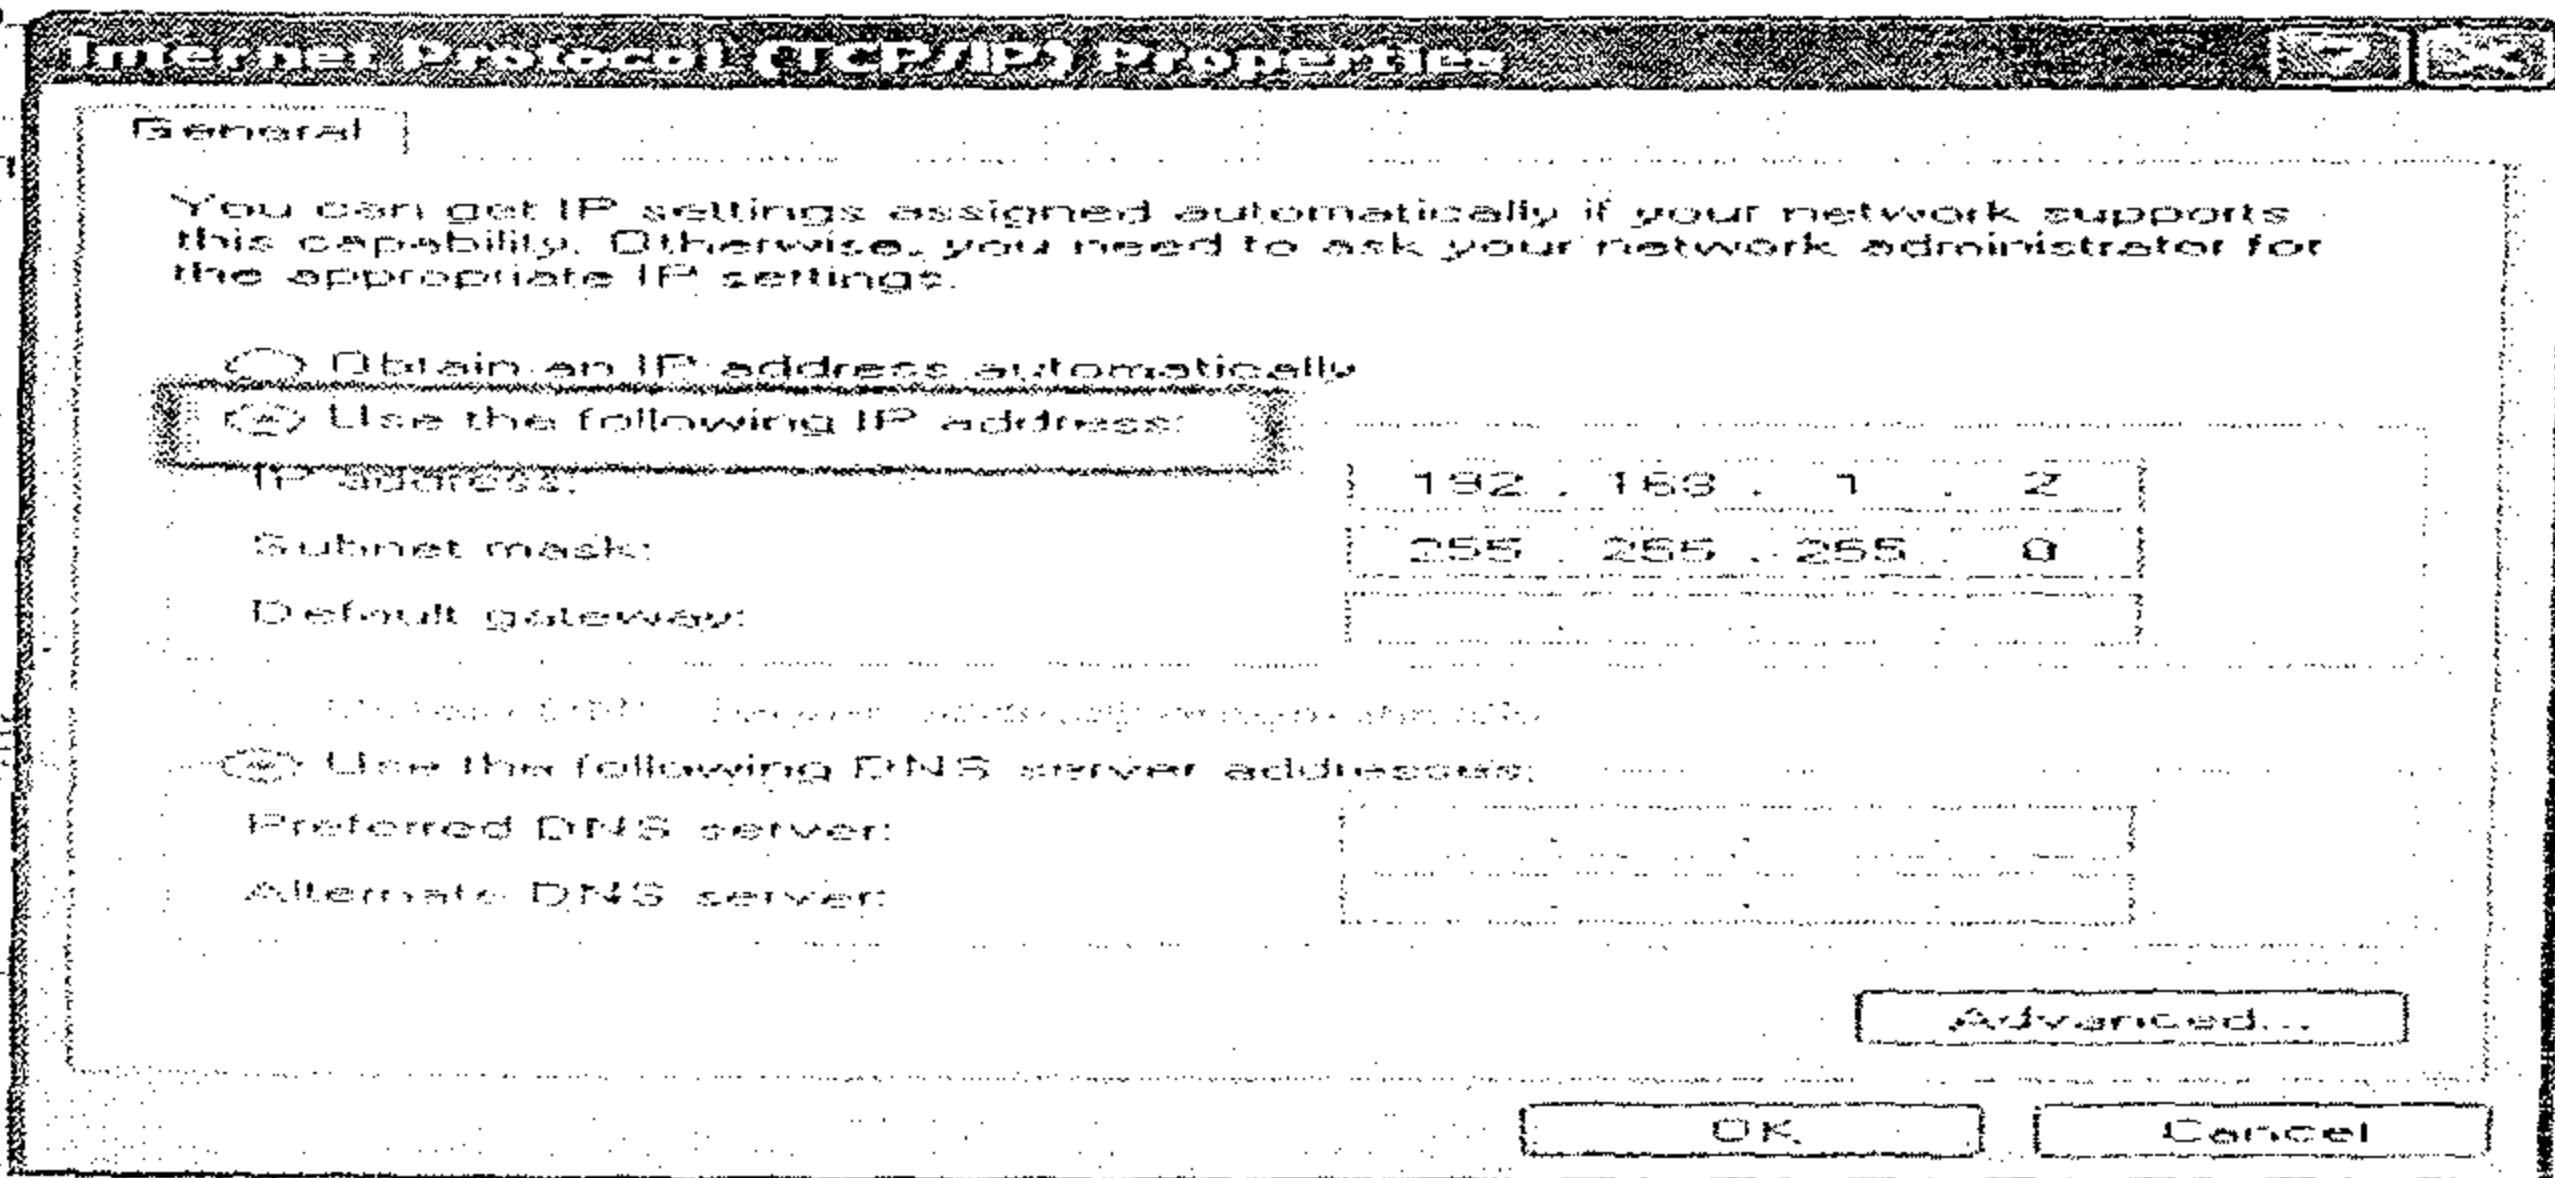 Internet Protocol (TCP/IP) Properties
General
You can get IP settings assigned automatically if your network supports
this capability. Otherwise, you need to ask your network administrator for
the appropriate IP settings.
Obtain an IP address automatically
Use the following IP address:
IP address: 192 . 168 . 1 . 2
Subnet mask: 255 . 255 . 255 . 0
Default gateway:
Use the following DNS server addresses:
Preferred DNS server:
Alternate DNS server:
Advanced...
OK Cancel